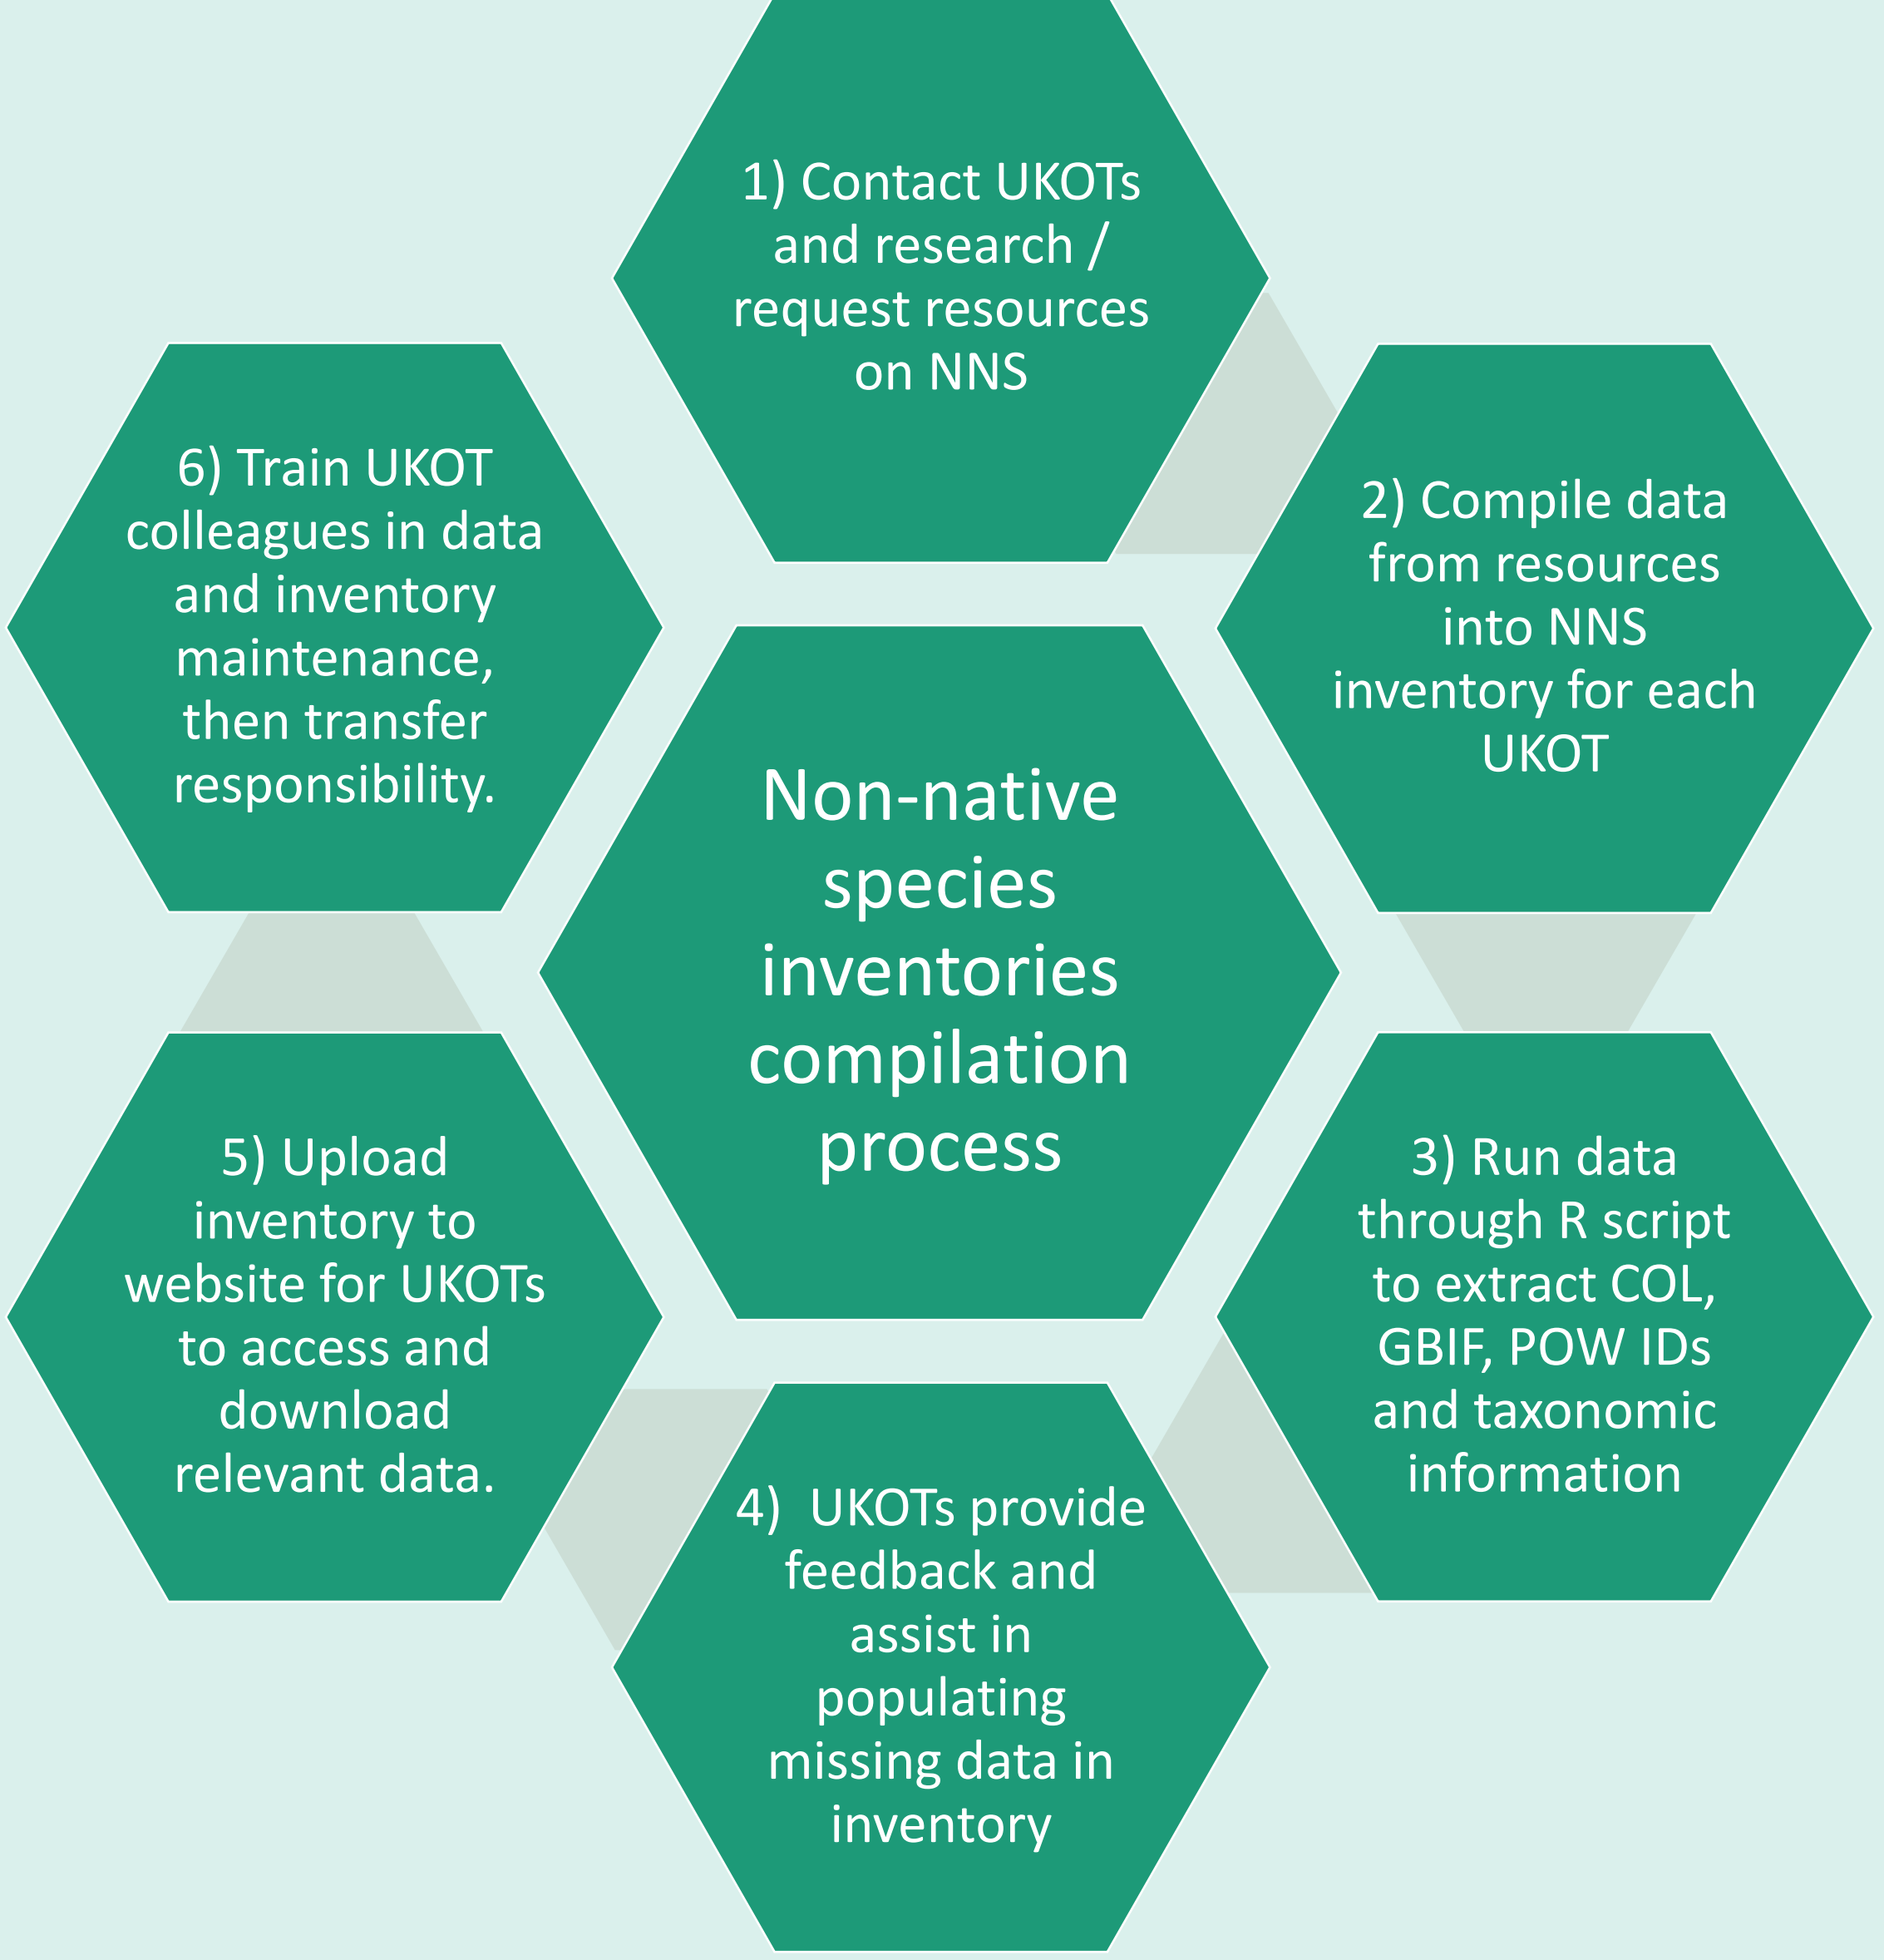 1) Contact UKOTs
and research /
request resources
on NNS
2) Compile data
from resources
into NNS
inventory for each
UKOT
3) Run data
through R script
to extract COL,
GBIF, POW IDs
and taxonomic
information
4) UKOTs provide
feedback and
assist in
populating
missing data in
inventory
5) Upload
inventory to
website for UKOTs
to access and
download
relevant data.
6) Train UKOT
colleagues in data
and inventory
maintenance,
then transfer
responsibility.
Non-native
species
inventories
compilation
process